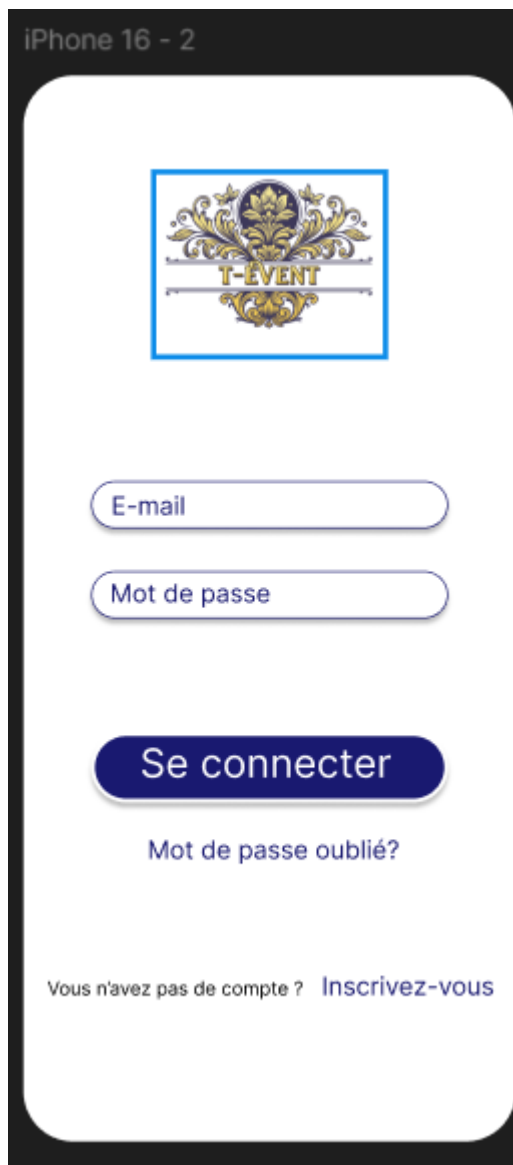 iPhone 16 - 2
T-ÉVENT
E-mail
Mot de passe
Se connecter
Mot de passe oublié?
Vous n'avez pas de compte ? Inscrivez-vous